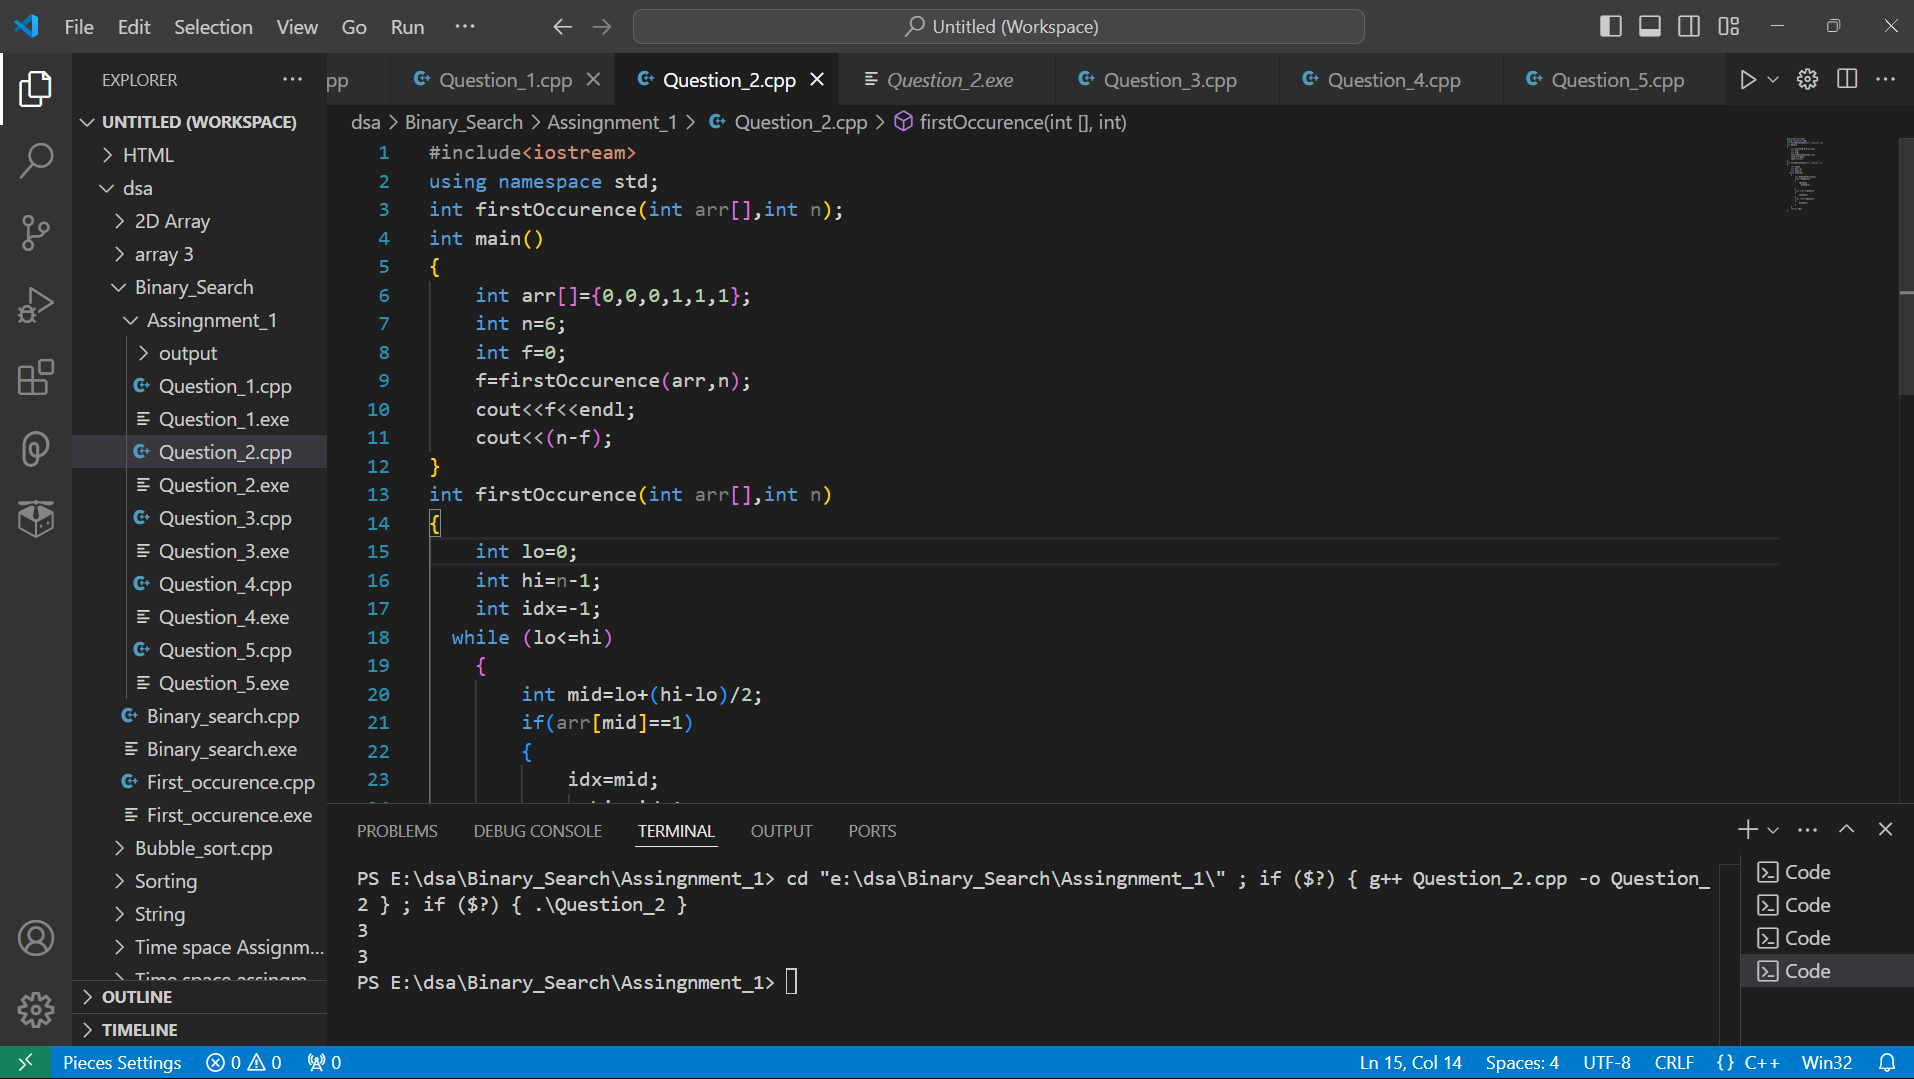 File Edit Selection View Go Run ··· Untitled (Workspace)
EXPLORER ···
pp Question_1.cpp Question_2.cpp Question_2.exe Question_3.cpp Question_4.cpp Question_5.cpp
dsa > Binary_Search > Assingnment_1 > Question_2.cpp > firstOccurence(int [], int)
UNTITLED (WORKSPACE)
HTML
dsa
2D Array
array 3
Binary_Search
Assingnment_1
output
Question_1.cpp
Question_1.exe
Question_2.cpp
Question_2.exe
Question_3.cpp
Question_3.exe
Question_4.cpp
Question_4.exe
Question_5.cpp
Question_5.exe
Binary_search.cpp
Binary_search.exe
First_occurence.cpp
First_occurence.exe
Bubble_sort.cpp
Sorting
String
Time space Assignm...
OUTLINE
TIMELINE
1 #include<iostream>
2 using namespace std;
3 int firstOccurence(int arr[],int n);
4 int main()
5 {
6 int arr[]={0,0,0,1,1,1};
7 int n=6;
8 int f=0;
9 f=firstOccurence(arr,n);
10 cout<<f<<endl;
11 cout<<(n-f);
12 }
13 int firstOccurence(int arr[],int n)
14 {
15 int lo=0;
16 int hi=n-1;
17 int idx=-1;
18 while (lo<=hi)
19 {
20 int mid=lo+(hi-lo)/2;
21 if(arr[mid]==1)
22 {
23 idx=mid;
PROBLEMS DEBUG CONSOLE TERMINAL OUTPUT PORTS
PS E:\dsa\Binary_Search\Assingnment_1> cd "e:\dsa\Binary_Search\Assingnment_1\" ; if ($?) { g++ Question_2.cpp -o Question_
2 } ; if ($?) { .\Question_2 }
3
3
PS E:\dsa\Binary_Search\Assingnment_1>
Code
Code
Code
Code
Pieces Settings 0 0 0 Ln 15, Col 14 Spaces: 4 UTF-8 CRLF {} C++ Win32